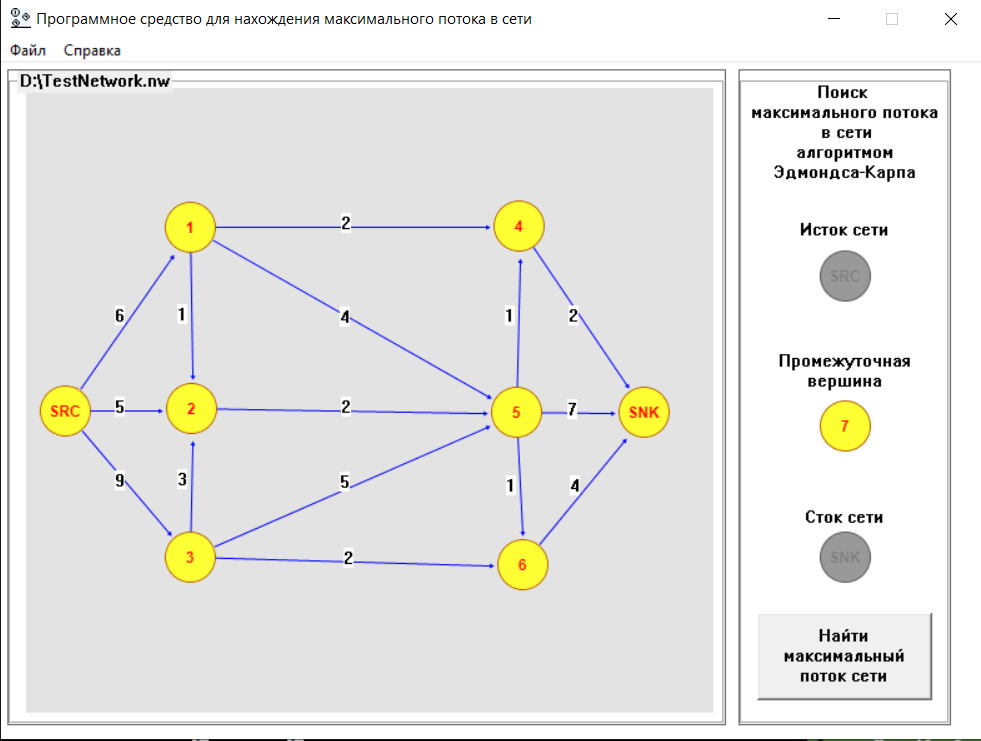 Программное средство для нахождения максимального потока в сети
Файл Справка
D:\TestNetwork.nw
Поиск
максимального потока
в сети
алгоритмом
Эдмондса-Карпа
1
2
4
6
1
4
1
2
SRC
5
2
2
5
7
SNK
9
3
5
1
4
3
2
6
Исток сети
SRC
Промежуточная
вершина
7
Сток сети
SNK
Найти
максимальный
поток сети